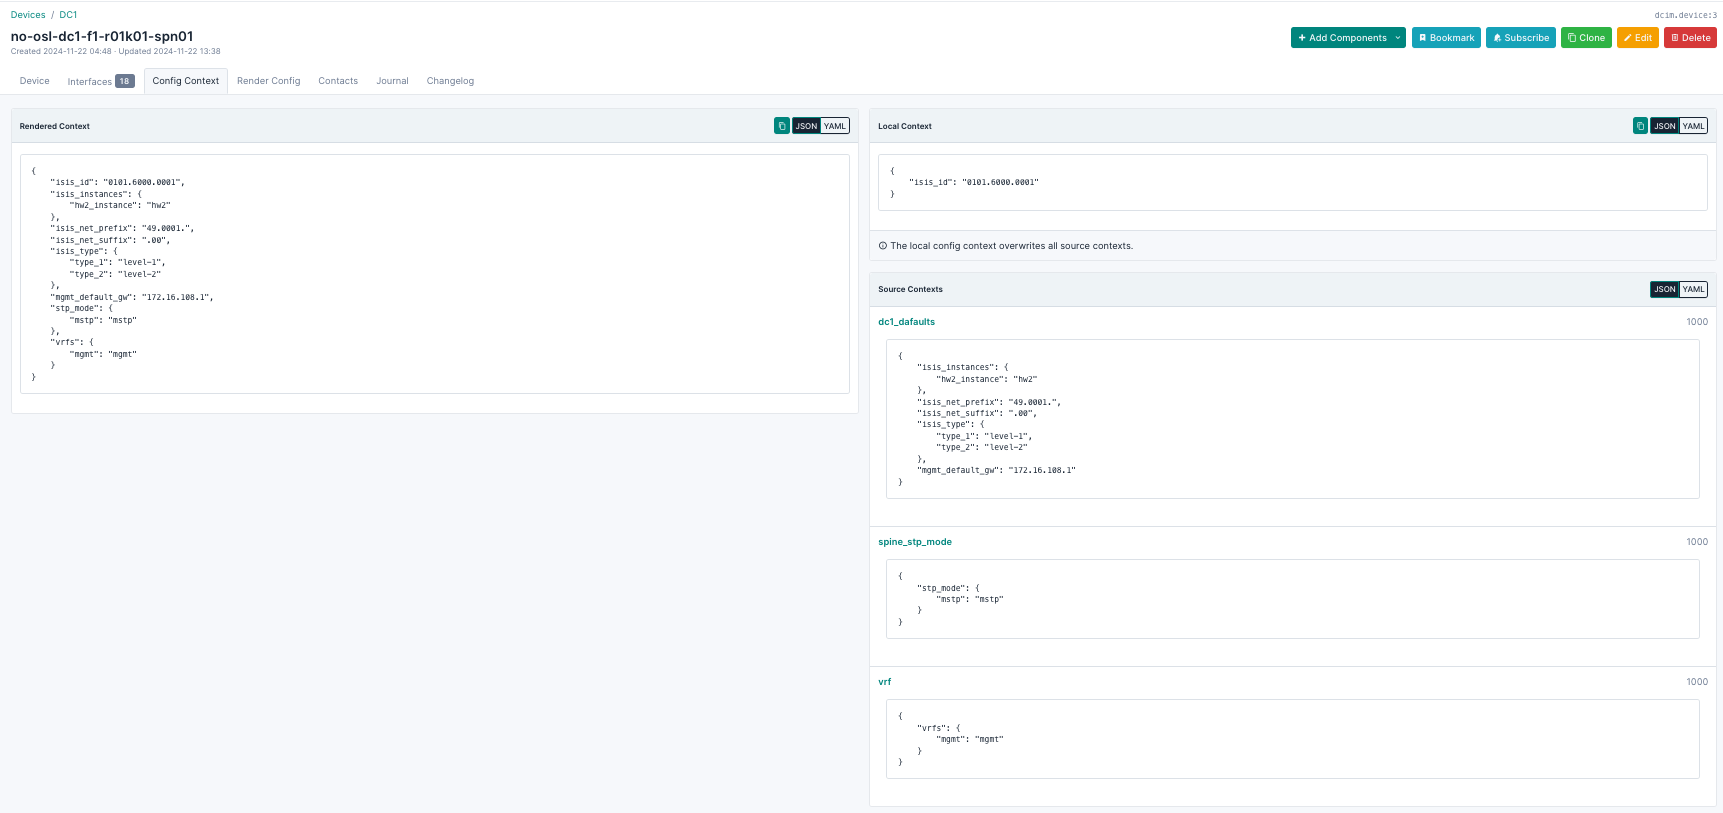 Devices / DC1
dcim.device:3
no-osl-dc1-f1-r01k01-spn01
Created 2024-11-22 04:48 · Updated 2024-11-22 13:38
+ Add Components
Bookmark
Subscribe
Clone
Edit
Delete
Device
Interfaces 18
Config Context
Render Config
Contacts
Journal
Changelog
Rendered Context
JSON YAML
{
    "isis_id": "0101.6000.0001",
    "isis_instances": {
        "hw2_instance": "hw2"
    },
    "isis_net_prefix": "49.0001.",
    "isis_net_suffix": ".00",
    "isis_type": {
        "type_1": "level-1",
        "type_2": "level-2"
    },
    "mgmt_default_gw": "172.16.108.1",
    "stp_mode": {
        "mstp": "mstp"
    },
    "vrfs": {
        "mgmt": "mgmt"
    }
}
Local Context
JSON YAML
{
    "isis_id": "0101.6000.0001"
}
The local config context overwrites all source contexts.
Source Contexts
JSON YAML
dc1_dafaults 1000
{
    "isis_instances": {
        "hw2_instance": "hw2"
    },
    "isis_net_prefix": "49.0001.",
    "isis_net_suffix": ".00",
    "isis_type": {
        "type_1": "level-1",
        "type_2": "level-2"
    },
    "mgmt_default_gw": "172.16.108.1"
}
spine_stp_mode 1000
{
    "stp_mode": {
        "mstp": "mstp"
    }
}
vrf 1000
{
    "vrfs": {
        "mgmt": "mgmt"
    }
}